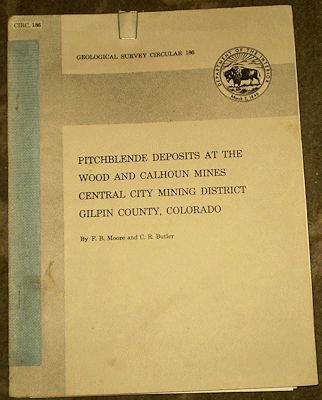 CIRC. 186
GEOLOGICAL SURVEY CIRCULAR 186
DEPARTMENT OF THE INTERIOR
March 3, 1849
PITCHBLENDE DEPOSITS AT THE
WOOD AND CALHOUN MINES
CENTRAL CITY MINING DISTRICT
GILPIN COUNTY, COLORADO
By F. B. Moore and C. R. Butler